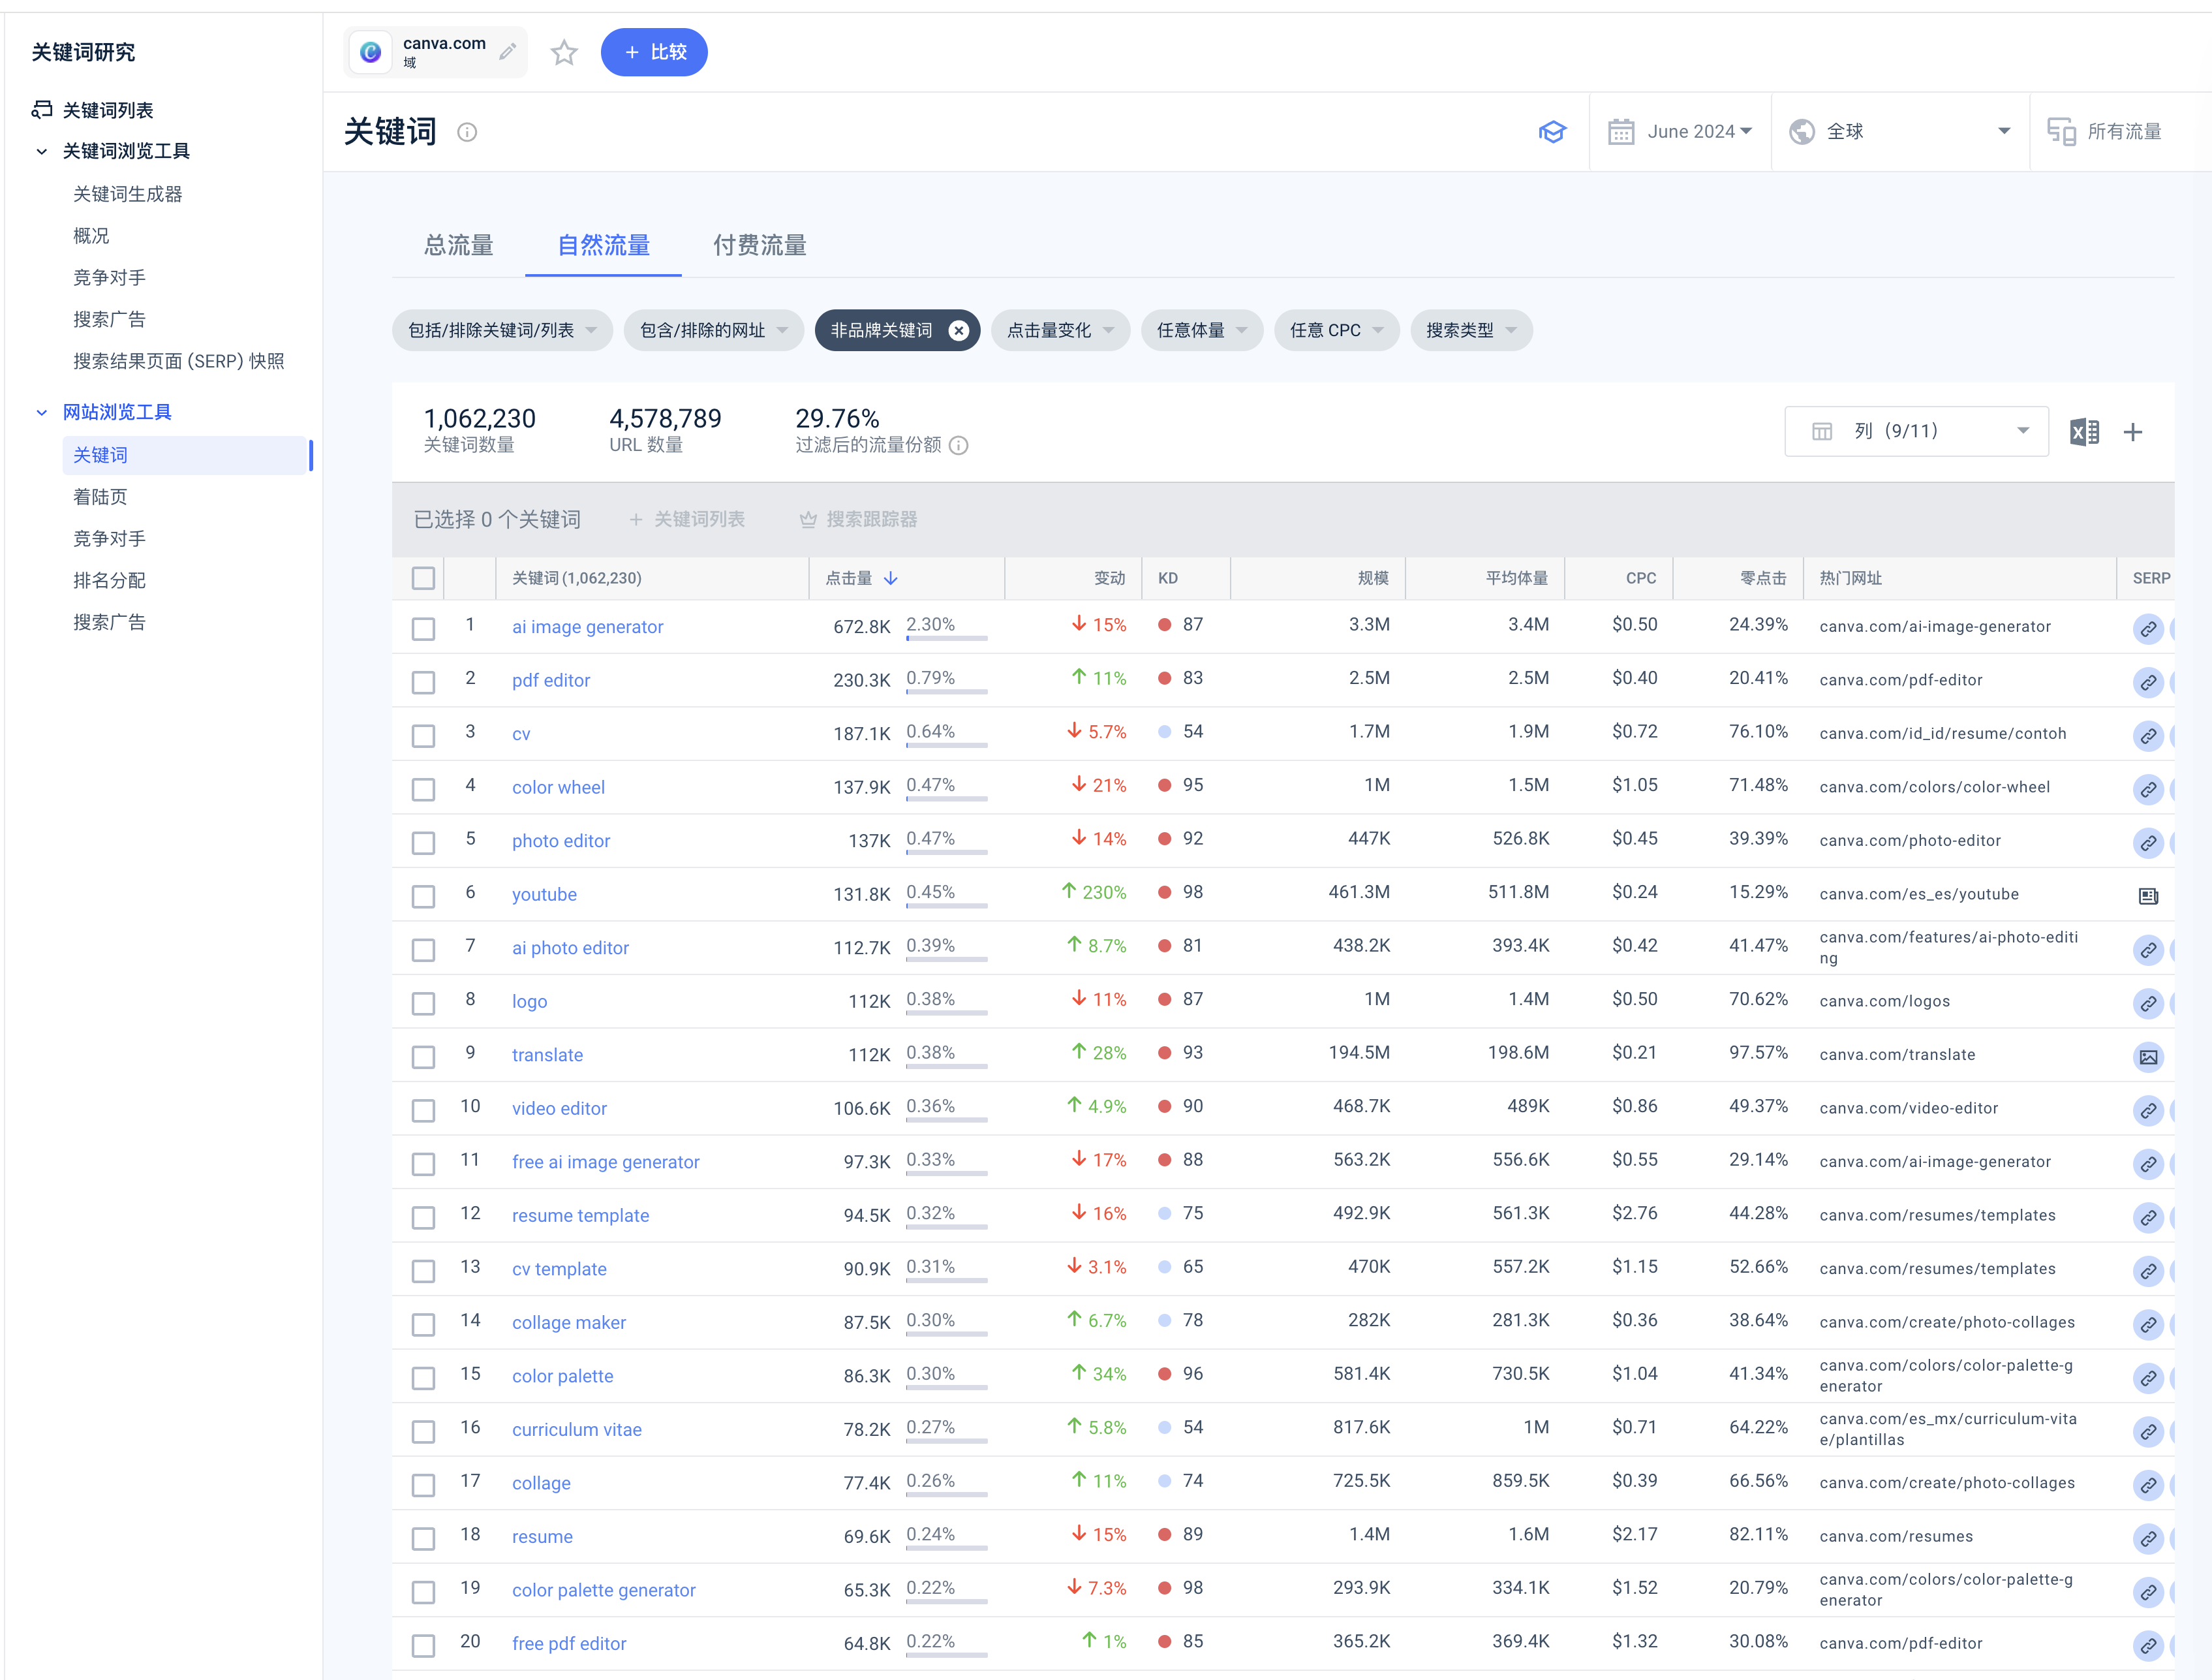 关键词研究
关键词列表
关键词浏览工具
关键词生成器
概况
竞争对手
搜索广告
搜索结果页面 (SERP) 快照
网站浏览工具
关键词
着陆页
竞争对手
排名分配
搜索广告
canva.com
域
+ 比较
关键词
June 2024
全球
所有流量
总流量 自然流量 付费流量
包括/排除关键词/列表 包含/排除的网址 非品牌关键词 点击量变化 任意体量 任意 CPC 搜索类型
1,062,230 4,578,789 29.76%
关键词数量 URL 数量 过滤后的流量份额
列 (9/11)
已选择 0 个关键词 + 关键词列表 搜索跟踪器
关键词 (1,062,230) 点击量 变动 KD 规模 平均体量 CPC 零点击 热门网址 SERP
1 ai image generator 672.8K 2.30% 15% 87 3.3M 3.4M $0.50 24.39% canva.com/ai-image-generator
2 pdf editor 230.3K 0.79% 11% 83 2.5M 2.5M $0.40 20.41% canva.com/pdf-editor
3 cv 187.1K 0.64% 5.7% 54 1.7M 1.9M $0.72 76.10% canva.com/id_id/resume/contoh
4 color wheel 137.9K 0.47% 21% 95 1M 1.5M $1.05 71.48% canva.com/colors/color-wheel
5 photo editor 137K 0.47% 14% 92 447K 526.8K $0.45 39.39% canva.com/photo-editor
6 youtube 131.8K 0.45% 230% 98 461.3M 511.8M $0.24 15.29% canva.com/es_es/youtube
7 ai photo editor 112.7K 0.39% 8.7% 81 438.2K 393.4K $0.42 41.47% canva.com/features/ai-photo-editi
ng
8 logo 112K 0.38% 11% 87 1M 1.4M $0.50 70.62% canva.com/logos
9 translate 112K 0.38% 28% 93 194.5M 198.6M $0.21 97.57% canva.com/translate
10 video editor 106.6K 0.36% 4.9% 90 468.7K 489K $0.86 49.37% canva.com/video-editor
11 free ai image generator 97.3K 0.33% 17% 88 563.2K 556.6K $0.55 29.14% canva.com/ai-image-generator
12 resume template 94.5K 0.32% 16% 75 492.9K 561.3K $2.76 44.28% canva.com/resumes/templates
13 cv template 90.9K 0.31% 3.1% 65 470K 557.2K $1.15 52.66% canva.com/resumes/templates
14 collage maker 87.5K 0.30% 6.7% 78 282K 281.3K $0.36 38.64% canva.com/create/photo-collages
15 color palette 86.3K 0.30% 34% 96 581.4K 730.5K $1.04 41.34% canva.com/colors/color-palette-g
enerator
16 curriculum vitae 78.2K 0.27% 5.8% 54 817.6K 1M $0.71 64.22% canva.com/es_mx/curriculum-vita
e/plantillas
17 collage 77.4K 0.26% 11% 74 725.5K 859.5K $0.39 66.56% canva.com/create/photo-collages
18 resume 69.6K 0.24% 15% 89 1.4M 1.6M $2.17 82.11% canva.com/resumes
19 color palette generator 65.3K 0.22% 7.3% 98 293.9K 334.1K $1.52 20.79% canva.com/colors/color-palette-g
enerator
20 free pdf editor 64.8K 0.22% 1% 85 365.2K 369.4K $1.32 30.08% canva.com/pdf-editor